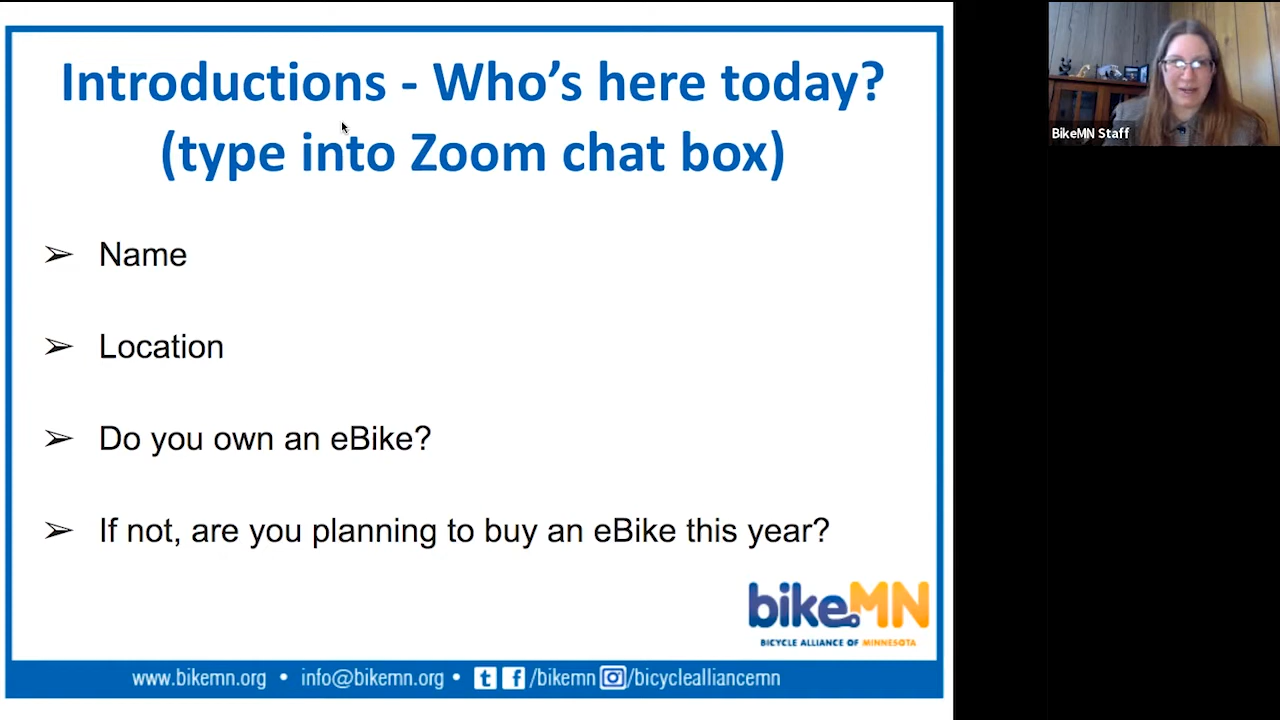 Introductions - Who's here today?
(type into Zoom chat box)
➢ Name
➢ Location
➢ Do you own an eBike?
➢ If not, are you planning to buy an eBike this year?
bikeMN
BICYCLE ALLIANCE OF MINNESOTA
www.bikemn.org • info@bikemn.org • t f /bikemn /bicyclealliancemn
BikeMN Staff